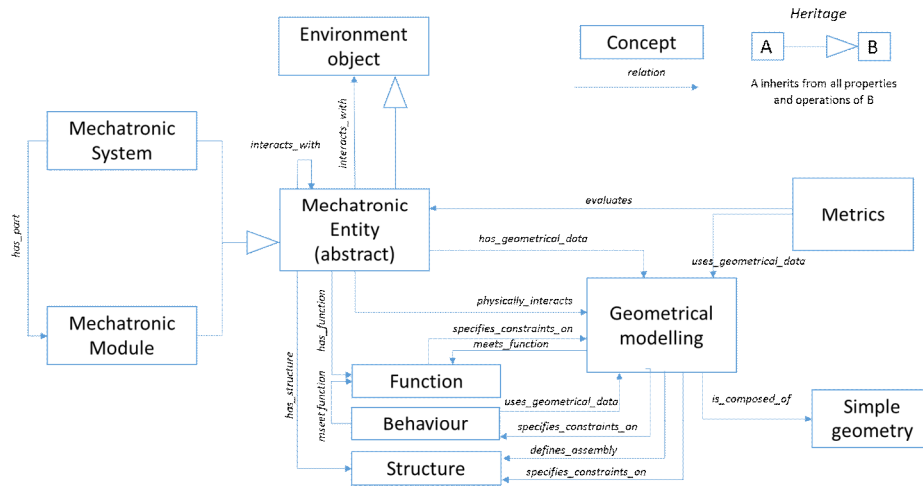 Environment
object
Concept
relation
Heritage
A
B
A inherits from all properties
and operations of B
Mechatronic
System
interacts_with
interacts_with
Mechatronic
Entity
(abstract)
evaluates
Metrics
has_part
has_geometrical_data
uses_geometrical_data
Mechatronic
Module
physically_interacts
Geometrical
modelling
has_function
specifies_constraints_on
meets_function
has_structure
Function
mseet function
uses_geometrical_data
Behaviour
specifies_constraints_on
is_composed_of
Simple
geometry
defines_assembly
Structure
specifies_constraints_on